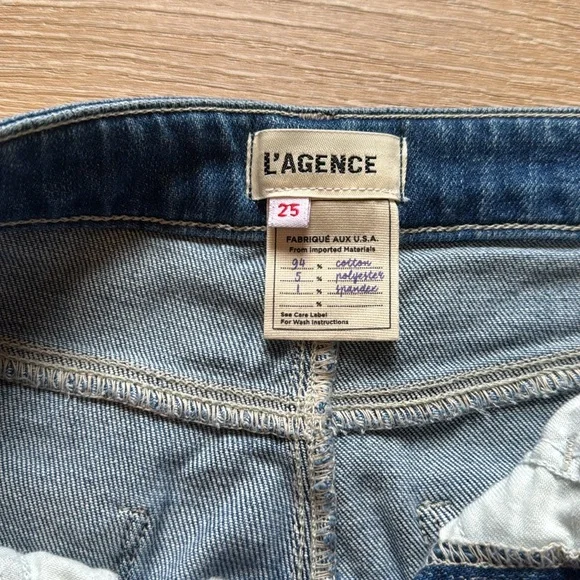 L'AGENCE
25
FABRIQUÉ AUX U.S.A.
From Imported Materials
94 % cotton
5 % polyester
1 % spandex
%
See Care Label
For Wash Instructions